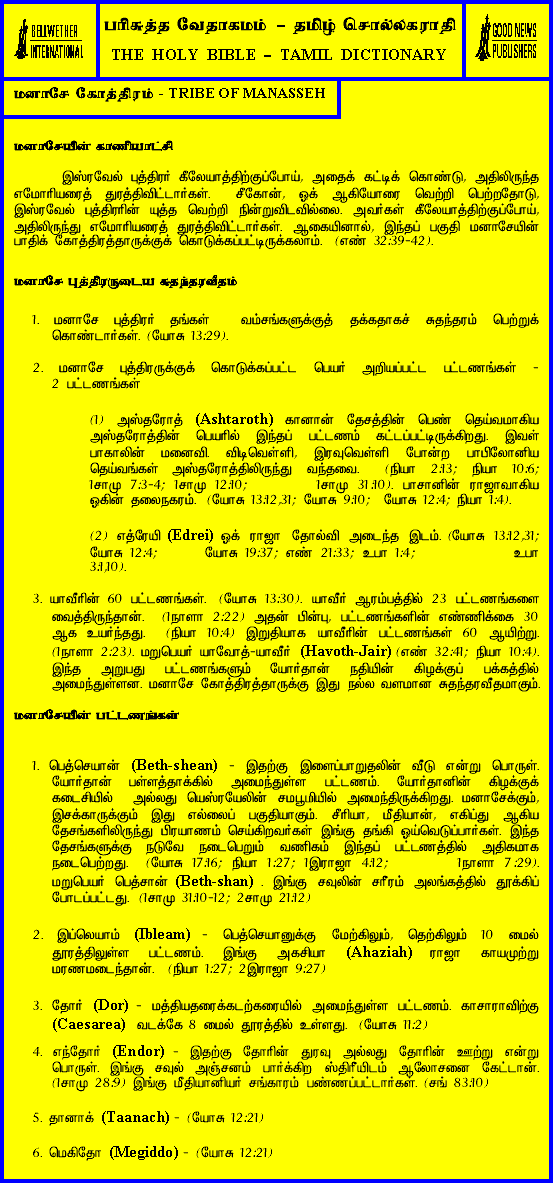 BELLWETHER
INTERNATIONAL
பரிசுத்த வேதாகமம் – தமிழ் சொல்லகராதி
THE HOLY BIBLE – TAMIL DICTIONARY
GOOD NEWS
PUBLISHERS
மனாசே கோத்திரம் - TRIBE OF MANASSEH
மனாசேயின் காணியாட்சி
இஸ்ரவேல் புத்திரர் கீலேயாத்திற்குப்போய், அதைக் கட்டிக் கொண்டு, அதிலிருந்த
எமோரியரைத் துரத்திவிட்டார்கள். சீகோன், ஓக் ஆகியோரை வெற்றி பெற்றதோடு,
இஸ்ரவேல் புத்திரரின் யுத்த வெற்றி நின்றுவிடவில்லை. அவர்கள் கீலேயாத்திற்குப்போய்,
அதிலிருந்து எமோரியரைத் துரத்திவிட்டார்கள். ஆகையினால், இந்தப் பகுதி மனாசேயின்
பாதிக் கோத்திரத்தாருக்குக் கொடுக்கப்பட்டிருக்கலாம். (எண் 32:39-42).
மனாசே புத்திரருடைய சுதந்தரவீதம்
1. மனாசே புத்திரர் தங்கள் வம்சங்களுக்குத் தக்கதாகச் சுதந்தரம் பெற்றுக்
கொண்டார்கள். (யோசு 13:29).
2. மனாசே புத்திரருக்குக் கொடுக்கப்பட்ட பெயர் அறியப்பட்ட பட்டணங்கள் -
2 பட்டணங்கள்
(1) அஸ்தரோத் (Ashtaroth) கானான் தேசத்தின் பெண் தெய்வமாகிய
அஸ்தரோத்தின் பெயரில் இந்தப் பட்டணம் கட்டப்பட்டிருக்கிறது. இவள்
பாகாலின் மனைவி. விடிவெள்ளி, இரவுவெள்ளி போன்ற பாபிலோனிய
தெய்வங்கள் அஸ்தரோத்திலிருந்து வந்தவை. (நியா 2:13; நியா 10:6;
1சாமு 7:3-4; 1சாமு 12:10; 1சாமு 31:10). பாசானின் ராஜாவாகிய
ஓகின் தலைநகரம். (யோசு 13:12,31; யோசு 9:10; யோசு 12:4; நியா 1:4).
(2) எத்ரேயி (Edrei) ஓக் ராஜா தோல்வி அடைந்த இடம். (யோசு 13:12,31;
யோசு 12:4; யோசு 19:37; எண் 21:33; உபா 1:4; உபா
3:1,10).
3. யாவீரின் 60 பட்டணங்கள். (யோசு 13:30). யாவீர் ஆரம்பத்தில் 23 பட்டணங்களை
வைத்திருந்தான். (1நாளா 2:22) அதன் பின்பு, பட்டணங்களின் எண்ணிக்கை 30
ஆக உயர்ந்தது. (நியா 10:4) இறுதியாக யாவீரின் பட்டணங்கள் 60 ஆயிற்று.
(1நாளா 2:23). மறுபெயர் யாவோத்-யாவீர் (Havoth-Jair) (எண் 32:41; நியா 10:4).
இந்த அறுபது பட்டணங்களும் யோர்தான் நதியின் கிழக்குப் பக்கத்தில்
அமைந்துள்ளன. மனாசே கோத்திரத்தாருக்கு இது நல்ல வளமான சுதந்தரவீதமாகும்.
மனாசேயின் பட்டணங்கள்
1. பெத்செயான் (Beth-shean) - இதற்கு இளைப்பாறுதலின் வீடு என்று பொருள்.
யோர்தான் பள்ளத்தாக்கில் அமைந்துள்ள பட்டணம். யோர்தானின் கிழக்குக்
கடைசியில் அல்லது யெஸ்ரயேலின் சமபூமியில் அமைந்திருக்கிறது. மனாசேக்கும்,
இசக்காருக்கும் இது எல்லைப் பகுதியாகும். சீரியா, மீதியான், எகிப்து ஆகிய
தேசங்களிலிருந்து பிரயாணம் செய்கிறவர்கள் இங்கு தங்கி ஓய்வெடுப்பார்கள். இந்த
தேசங்களுக்கு நடுவே நடைபெறும் வணிகம் இந்தப் பட்டணத்தில் அதிகமாக
நடைபெற்றது. (யோசு 17:16; நியா 1:27; 1இராஜா 4:12; 1நாளா 7:29).
மறுபெயர் பெத்சான் (Beth-shan) . இங்கு சவுலின் சரீரம் அலங்கத்தில் தூக்கிப்
போடப்பட்டது. (1சாமு 31:10-12; 2சாமு 21:12)
2. இப்லெயாம் (Ibleam) - பெத்செயானுக்கு மேற்கிலும், தெற்கிலும் 10 மைல்
தூரத்திலுள்ள பட்டணம். இங்கு அகசியா (Ahaziah) ராஜா காயமுற்று
மரணமடைந்தான். (நியா 1:27; 2இராஜா 9:27)
3. தோர் (Dor) - மத்தியதரைக்கடற்கரையில் அமைந்துள்ள பட்டணம். காசாராவிற்கு
(Caesarea) வடக்கே 8 மைல் தூரத்தில் உள்ளது. (யோசு 11:2)
4. எந்தோர் (Endor) - இதற்கு தோரின் துரவு அல்லது தோரின் ஊற்று என்று
பொருள். இங்கு சவுல் அஞ்சனம் பார்க்கிற ஸ்திரீயிடம் ஆலோசனை கேட்டான்.
(1சாமு 28:9) இங்கு மீதியானியர் சங்காரம் பண்ணப்பட்டார்கள். (சங் 83:10)
5. தானாக் (Taanach) - (யோசு 12:21)
6. மெகிதோ (Megiddo) - (யோசு 12:21)